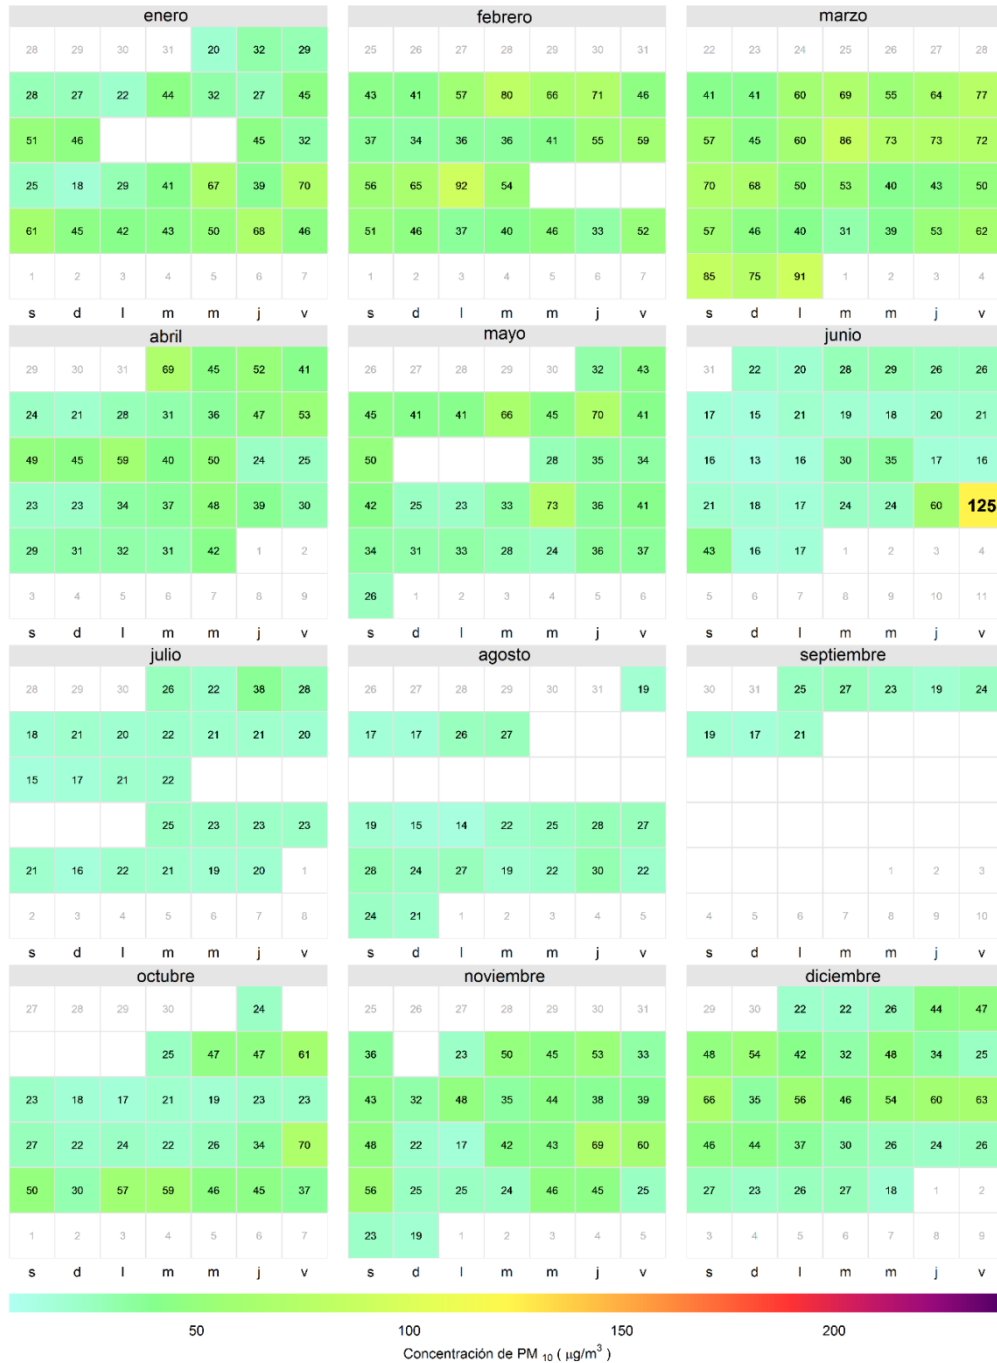 enero febrero marzo
28 29 30 31 20 32 29 25 26 27 28 29 30 31 22 23 24 25 26 27 28
28 27 22 44 32 27 45 43 41 57 80 66 71 46 41 41 60 69 55 64 77
51 46 45 32 37 34 36 36 41 55 59 57 45 60 86 73 73 72
25 18 29 41 67 39 70 56 65 92 54 70 68 50 53 40 43 50
61 45 42 43 50 68 46 51 46 37 40 46 33 52 57 46 40 31 39 53 62
1 2 3 4 5 6 7 1 2 3 4 5 6 7 85 75 91 1 2 3 4
s d l m m j v s d l m m j v s d l m m j v
abril mayo junio
29 30 31 69 45 52 41 26 27 28 29 30 32 43 31 22 20 28 29 26 26
24 21 28 31 36 47 53 45 41 41 66 45 70 41 17 15 21 19 18 20 21
49 45 59 40 50 24 25 50 28 35 34 16 13 16 30 35 17 16
23 23 34 37 48 39 30 42 25 23 33 73 36 41 21 18 17 24 24 60 125
29 31 32 31 42 1 2 34 31 33 28 24 36 37 43 16 17 1 2 3 4
3 4 5 6 7 8 9 26 1 2 3 4 5 6 5 6 7 8 9 10 11
s d l m m j v s d l m m j v s d l m m j v
julio agosto septiembre
28 29 30 26 22 38 28 26 27 28 29 30 31 19 30 31 25 27 23 19 24
18 21 20 22 21 21 20 17 17 26 27 19 17 21
15 17 21 22
25 23 23 23 19 15 14 22 25 28 27
21 16 22 21 19 20 1 28 24 27 19 22 30 22 1 2 3
2 3 4 5 6 7 8 24 21 1 2 3 4 5 4 5 6 7 8 9 10
s d l m m j v s d l m m j v s d l m m j v
octubre noviembre diciembre
27 28 29 30 24 25 26 27 28 29 30 31 29 30 22 22 26 44 47
25 47 47 61 36 23 50 45 53 33 48 54 42 32 48 34 25
23 18 17 21 19 23 23 43 32 48 35 44 38 39 66 35 56 46 54 60 63
27 22 24 22 26 34 70 48 22 17 42 43 69 60 46 44 37 30 26 24 26
50 30 57 59 46 45 37 56 25 25 24 46 45 25 27 23 26 27 18 1 2
1 2 3 4 5 6 7 23 19 1 2 3 4 5 3 4 5 6 7 8 9
s d l m m j v s d l m m j v s d l m m j v
50 100 150 200
Concentración de PM 10 ( µg/m³ )